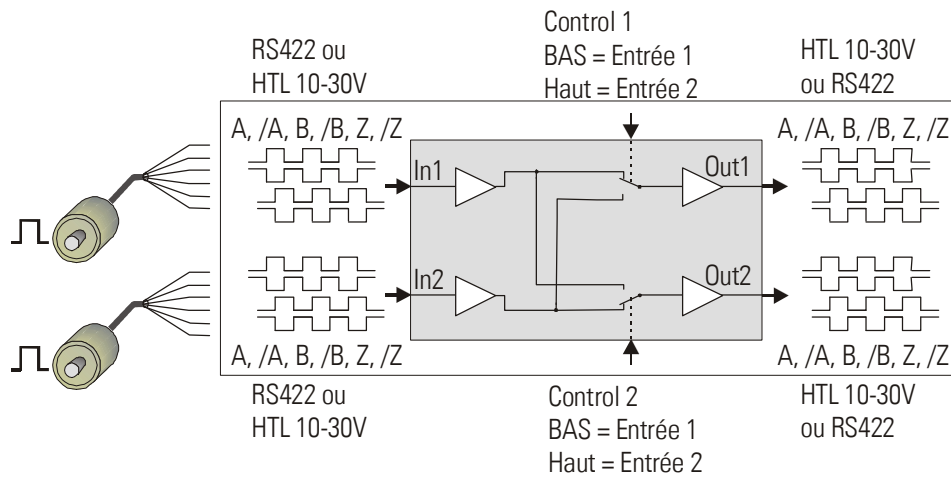 RS422 ou
HTL 10-30V
Control 1
BAS = Entrée 1
Haut = Entrée 2
HTL 10-30V
ou RS422
A, /A, B, /B, Z, /Z
A, /A, B, /B, Z, /Z
In1
Out1
In2
Out2
A, /A, B, /B, Z, /Z
A, /A, B, /B, Z, /Z
RS422 ou
HTL 10-30V
Control 2
BAS = Entrée 1
Haut = Entrée 2
HTL 10-30V
ou RS422